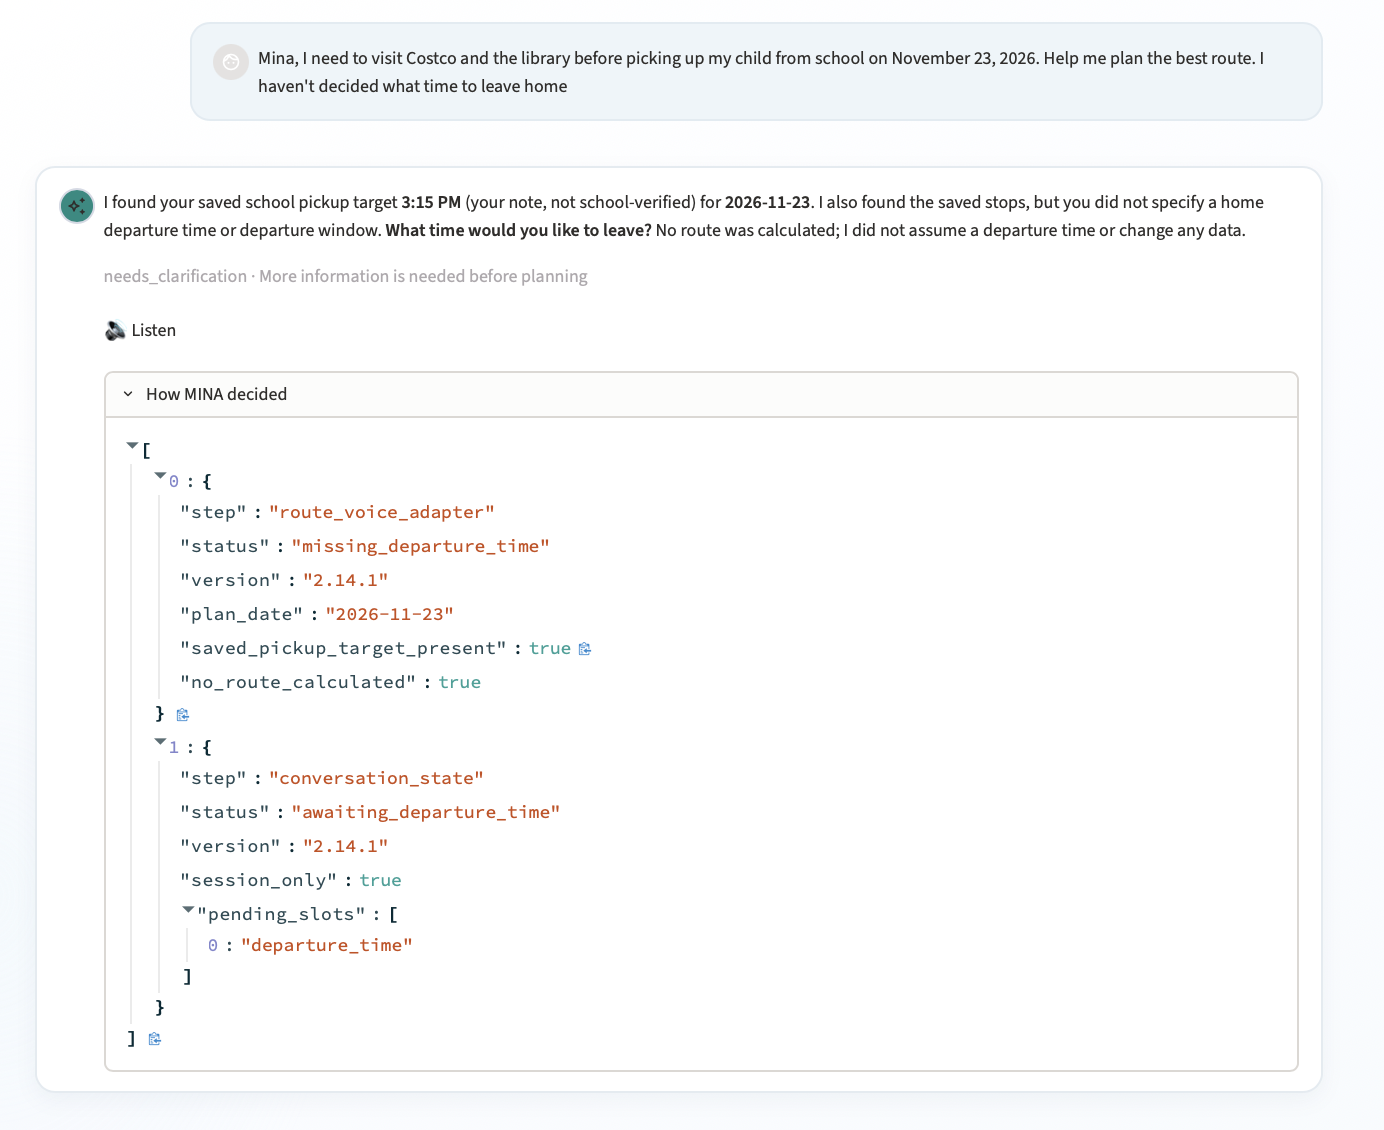 Mina, I need to visit Costco and the library before picking up my child from school on November 23, 2026. Help me plan the best route. I
haven't decided what time to leave home
I found your saved school pickup target 3:15 PM (your note, not school-verified) for 2026-11-23. I also found the saved stops, but you did not specify a home
departure time or departure window. What time would you like to leave? No route was calculated; I did not assume a departure time or change any data.
needs_clarification · More information is needed before planning
Listen
How MINA decided
[
0 : {
"step" : "route_voice_adapter"
"status" : "missing_departure_time"
"version" : "2.14.1"
"plan_date" : "2026-11-23"
"saved_pickup_target_present" : true
"no_route_calculated" : true
}
1 : {
"step" : "conversation_state"
"status" : "awaiting_departure_time"
"version" : "2.14.1"
"session_only" : true
"pending_slots" : [
0 : "departure_time"
]
}
]